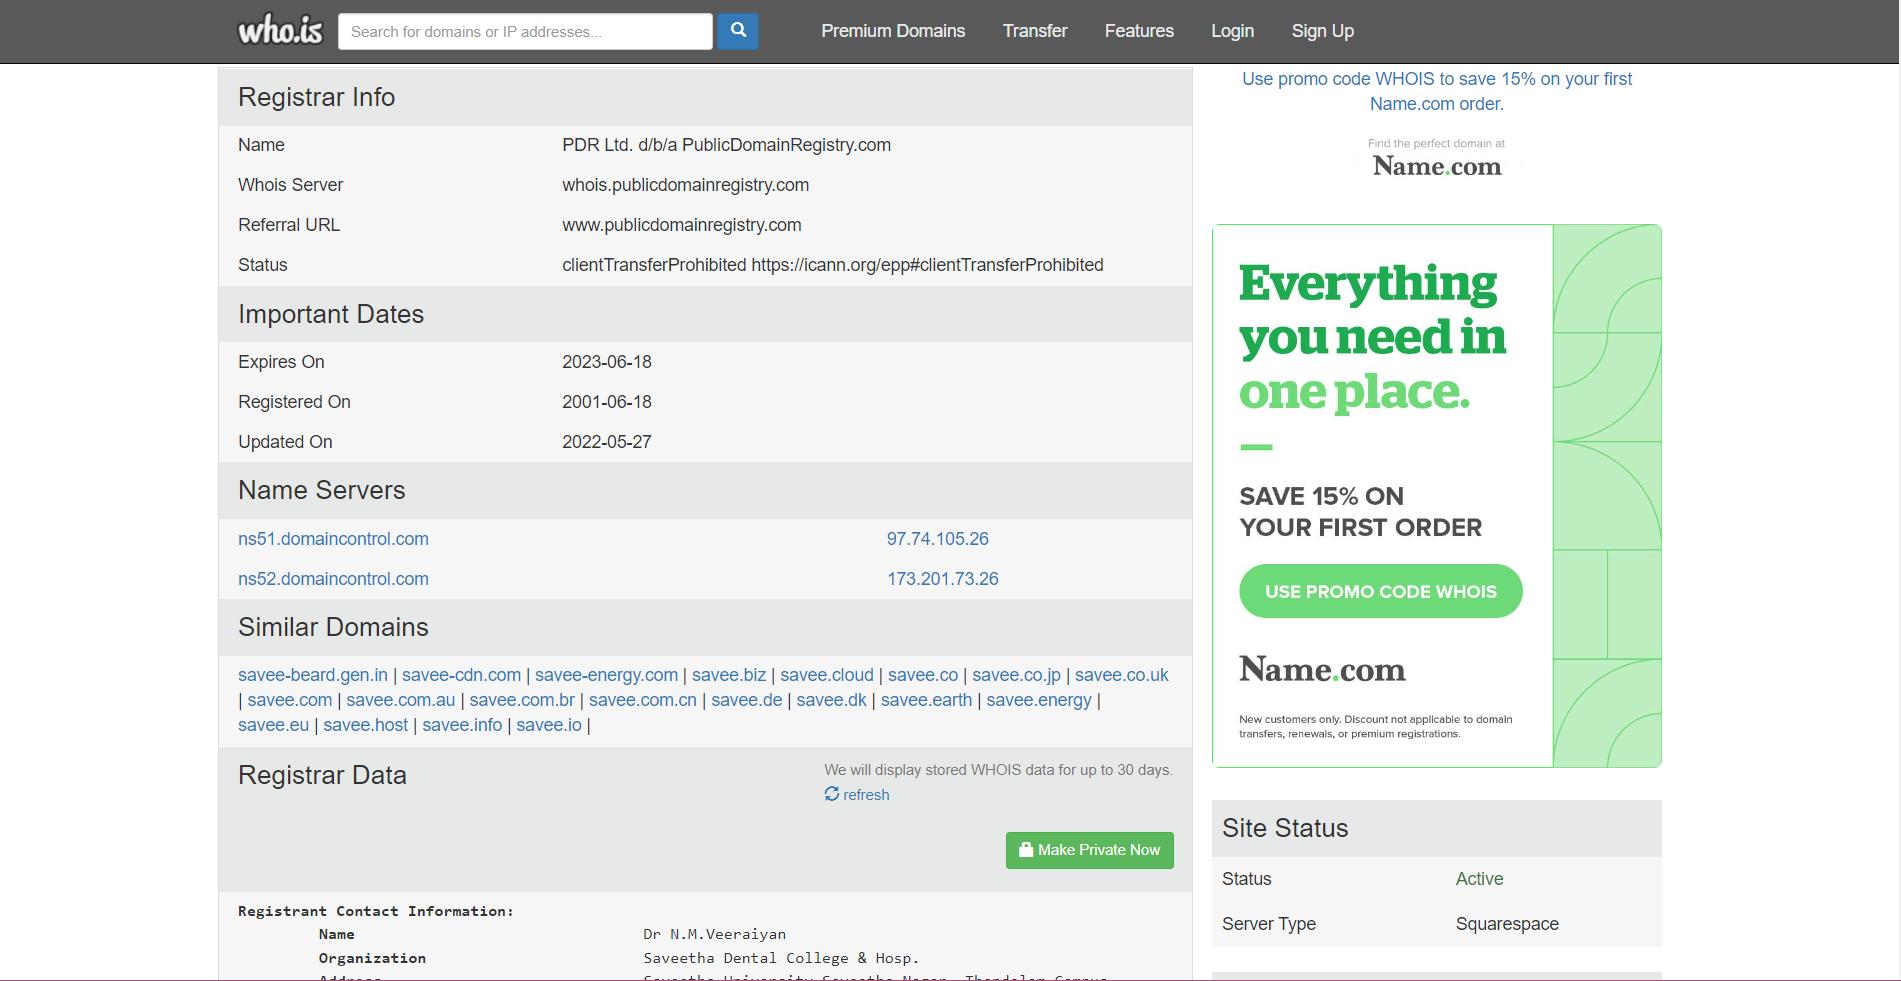 who.is Search for domains or IP addresses... Premium Domains Transfer Features Login Sign Up
Registrar Info
Name PDR Ltd. d/b/a PublicDomainRegistry.com
Whois Server whois.publicdomainregistry.com
Referral URL www.publicdomainregistry.com
Status clientTransferProhibited https://icann.org/epp#clientTransferProhibited
Important Dates
Expires On 2023-06-18
Registered On 2001-06-18
Updated On 2022-05-27
Name Servers
ns51.domaincontrol.com 97.74.105.26
ns52.domaincontrol.com 173.201.73.26
Similar Domains
savee-beard.gen.in | savee-cdn.com | savee-energy.com | savee.biz | savee.cloud | savee.co | savee.co.jp | savee.co.uk
| savee.com | savee.com.au | savee.com.br | savee.com.cn | savee.de | savee.dk | savee.earth | savee.energy |
savee.eu | savee.host | savee.info | savee.io |
Registrar Data
We will display stored WHOIS data for up to 30 days.
refresh
Make Private Now
Registrant Contact Information:
Name Dr N.M.Veeraiyan
Organization Saveetha Dental College & Hosp.
Address Saveetha University Saveetha Nagar, Thandalam Campus
Use promo code WHOIS to save 15% on your first
Name.com order.
Find the perfect domain at
Name.com
Everything
you need in
one place.
SAVE 15% ON
YOUR FIRST ORDER
USE PROMO CODE WHOIS
Name.com
New customers only. Discount not applicable to domain
transfers, renewals, or premium registrations.
Site Status
Status Active
Server Type Squarespace